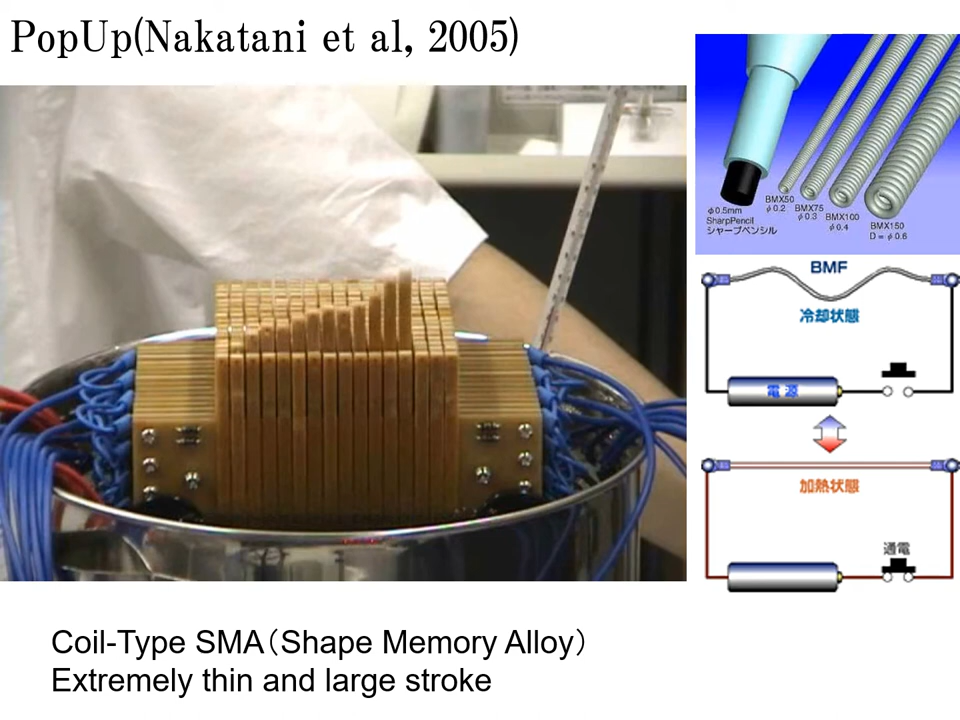 PopUp(Nakatani et al, 2005)
φ0.5mm
SharpPencil
シャープペンシル
BMX50
φ0.2
BMX75
φ0.3
BMX100
φ0.4
BMX150
D=φ0.6
BMF
冷却状態
電源
加熱状態
通電
Coil-Type SMA（Shape Memory Alloy）
Extremely thin and large stroke